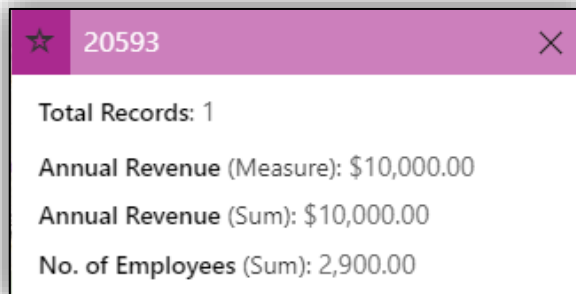 20593
Total Records: 1
Annual Revenue (Measure): $10,000.00
Annual Revenue (Sum): $10,000.00
No. of Employees (Sum): 2,900.00